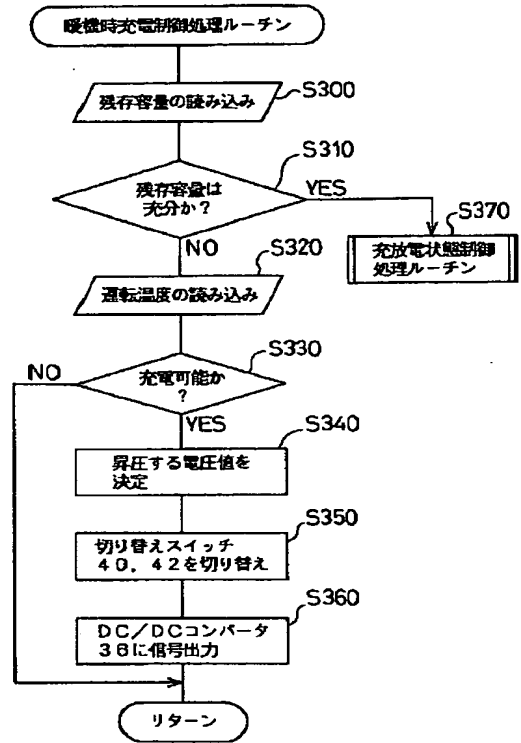 暖機時充電制御処理ルーチン
残存容量の読み込み
S300
S310
残存容量は
充分か？
YES
S370
充放電状態制御
処理ルーチン
NO
S320
運転温度の読み込み
S330
NO
充電可能か
？
YES
S340
昇圧する電圧値を
決定
S350
切り替えスイッチ
４０，４２を切り替え
S360
ＤＣ／ＤＣコンバータ
３８に信号出力
リターン